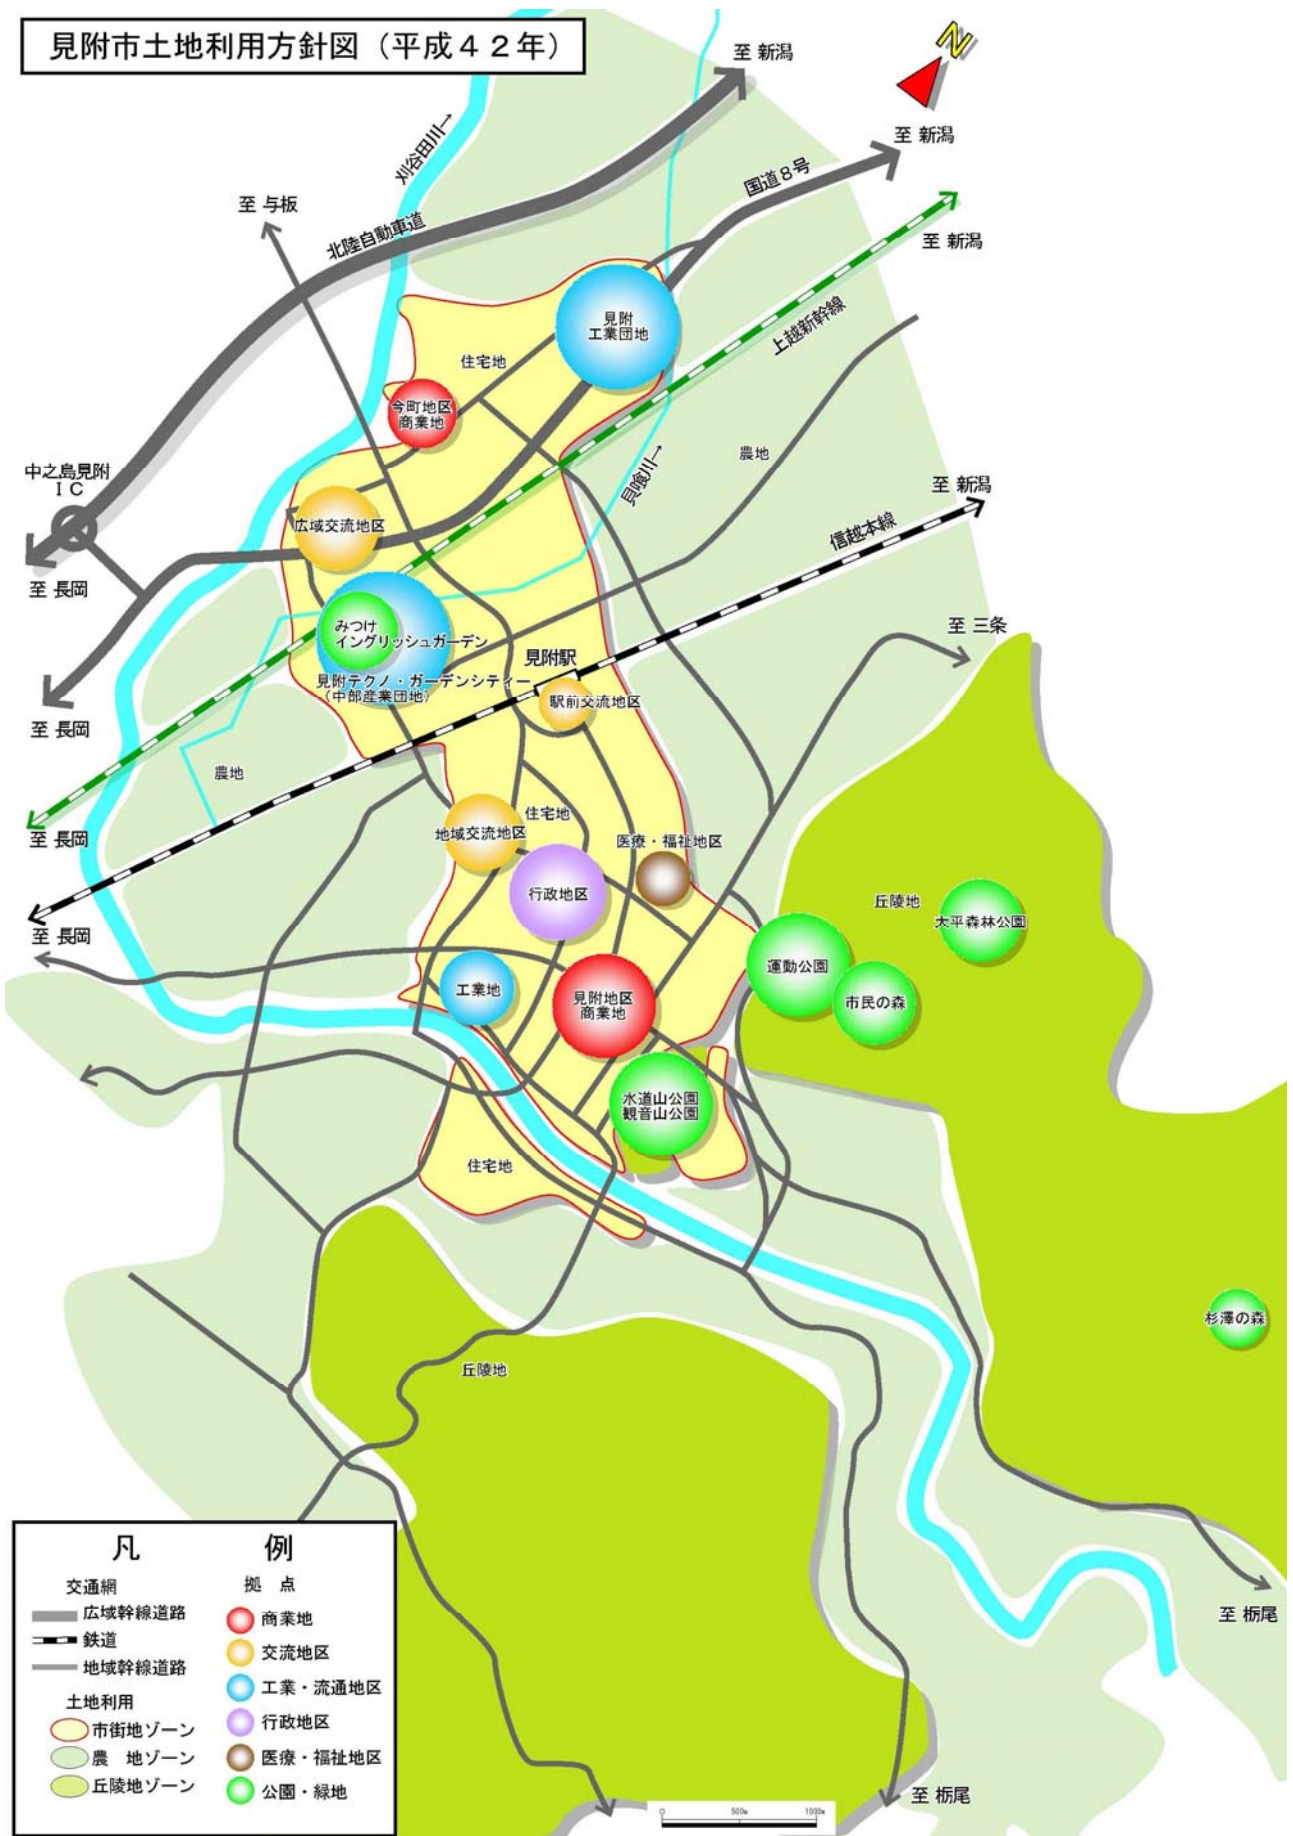 見附市土地利用方針図（平成４２年）
至 新潟
N
至 新潟
国道８号
刈谷田川→
至 与板
北陸自動車道
至 新潟
上越新幹線
見附
工業団地
住宅地
今町地区
商業地
農地
貝喰川→
中之島見附
ＩＣ
至 新潟
信越本線
広域交流地区
至 長岡
みつけ
イングリッシュガーデン
至 三条
見附駅
見附テクノ・ガーデンシティー
（中部産業団地）
駅前交流地区
至 長岡
農地
住宅地
地域交流地区
至 長岡
医療・福祉地区
行政地区
丘陵地
大平森林公園
至 長岡
運動公園
工業地
見附地区
商業地
市民の森
水道山公園
観音山公園
住宅地
杉澤の森
丘陵地
凡 例
交通網
広域幹線道路
鉄道
地域幹線道路
土地利用
市街地ゾーン
農 地ゾーン
丘陵地ゾーン
拠 点
商業地
交流地区
工業・流通地区
行政地区
医療・福祉地区
公園・緑地
至 栃尾
至 栃尾
0 500m 1000m